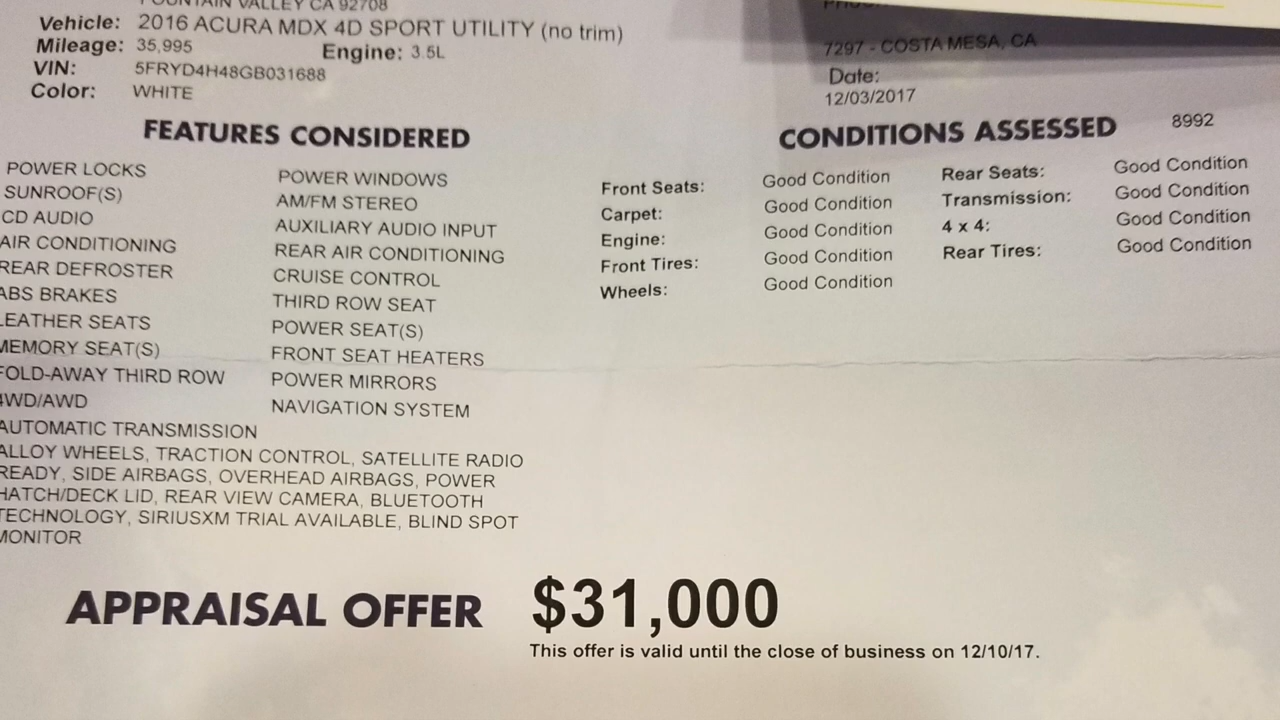 FOUNTAIN VALLEY CA 92708
Vehicle: 2016 ACURA MDX 4D SPORT UTILITY (no trim)
Mileage: 35,995 Engine: 3.5L
VIN: 5FRYD4H48GB031688
Color: WHITE
7297 - COSTA MESA, CA
Date:
12/03/2017
FEATURES CONSIDERED
POWER LOCKS POWER WINDOWS
SUNROOF(S) AM/FM STEREO
CD AUDIO AUXILIARY AUDIO INPUT
AIR CONDITIONING REAR AIR CONDITIONING
REAR DEFROSTER CRUISE CONTROL
ABS BRAKES THIRD ROW SEAT
LEATHER SEATS POWER SEAT(S)
MEMORY SEAT(S) FRONT SEAT HEATERS
FOLD-AWAY THIRD ROW POWER MIRRORS
4WD/AWD NAVIGATION SYSTEM
AUTOMATIC TRANSMISSION
ALLOY WHEELS, TRACTION CONTROL, SATELLITE RADIO
READY, SIDE AIRBAGS, OVERHEAD AIRBAGS, POWER
HATCH/DECK LID, REAR VIEW CAMERA, BLUETOOTH
TECHNOLOGY, SIRIUSXM TRIAL AVAILABLE, BLIND SPOT
MONITOR
CONDITIONS ASSESSED 8992
Front Seats: Good Condition Rear Seats: Good Condition
Carpet: Good Condition Transmission: Good Condition
Engine: Good Condition 4 x 4: Good Condition
Front Tires: Good Condition Rear Tires: Good Condition
Wheels: Good Condition
APPRAISAL OFFER $31,000
This offer is valid until the close of business on 12/10/17.